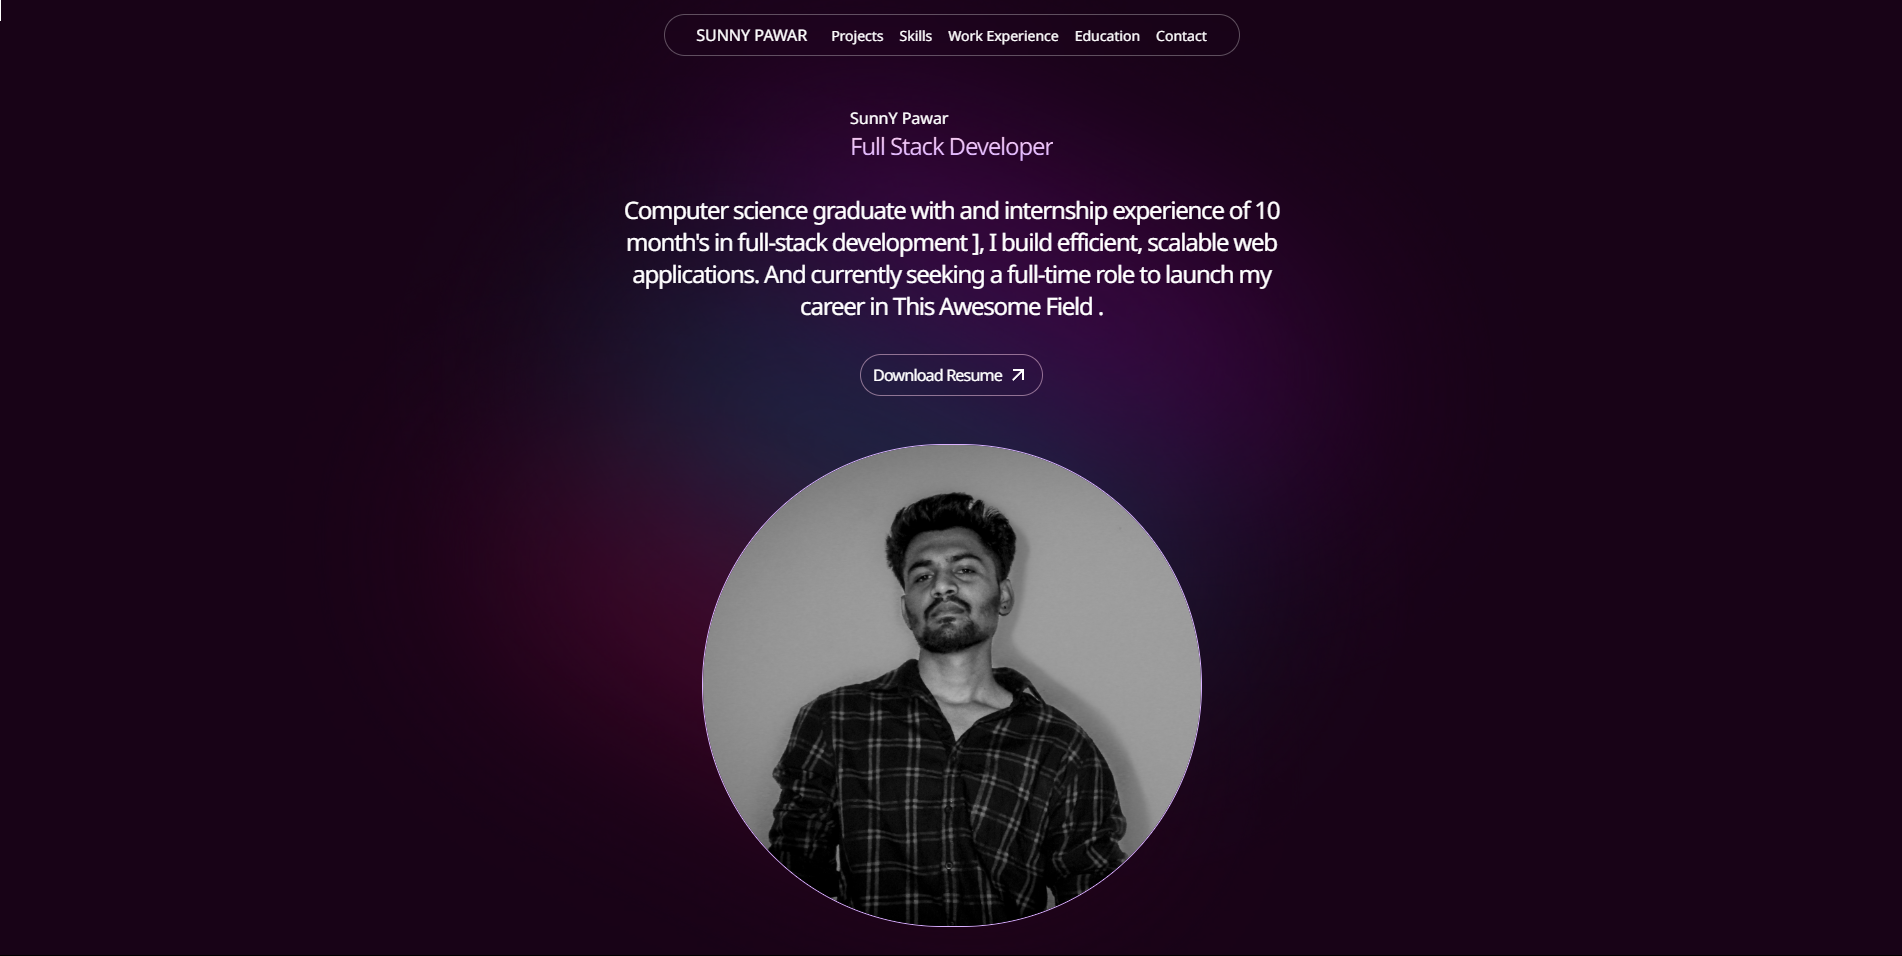 SUNNY PAWAR Projects Skills Work Experience Education Contact
SunnY Pawar
Full Stack Developer
Computer science graduate with and internship experience of 10
month's in full-stack development ], I build efficient, scalable web
applications. And currently seeking a full-time role to launch my
career in This Awesome Field .
Download Resume